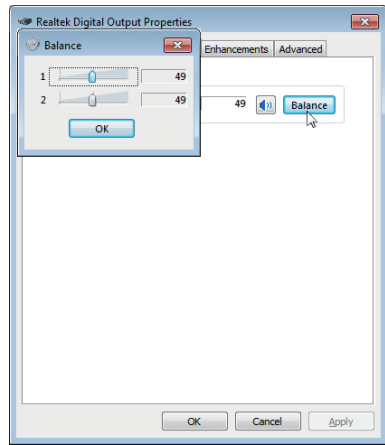 Realtek Digital Output Properties
Balance
Enhancements Advanced
1 49
2 49
49 Balance
OK
OK Cancel Apply